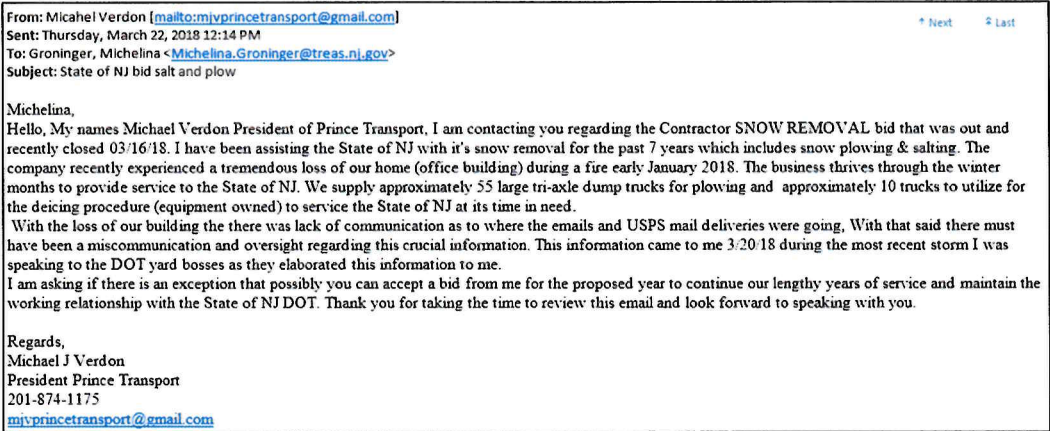 From: Micahel Verdon [mailto:mjvprincetransport@gmail.com]
Next Last
Sent: Thursday, March 22, 2018 12:14 PM
To: Groninger, Michelina <Michelina.Groninger@treas.nj.gov>
Subject: State of NJ bid salt and plow
Michelina,
Hello, My names Michael Verdon President of Prince Transport, I am contacting you regarding the Contractor SNOW REMOVAL bid that was out and
recently closed 03/16/18. I have been assisting the State of NJ with it's snow removal for the past 7 years which includes snow plowing & salting. The
company recently experienced a tremendous loss of our home (office building) during a fire early January 2018. The business thrives through the winter
months to provide service to the State of NJ. We supply approximately 55 large tri-axle dump trucks for plowing and approximately 10 trucks to utilize for
the deicing procedure (equipment owned) to service the State of NJ at its time in need.
With the loss of our building the there was lack of communication as to where the emails and USPS mail deliveries were going, With that said there must
have been a miscommunication and oversight regarding this crucial information. This information came to me 3/20/18 during the most recent storm I was
speaking to the DOT yard bosses as they elaborated this information to me.
I am asking if there is an exception that possibly you can accept a bid from me for the proposed year to continue our lengthy years of service and maintain the
working relationship with the State of NJ DOT. Thank you for taking the time to review this email and look forward to speaking with you.
Regards,
Michael J Verdon
President Prince Transport
201-874-1175
mjvprincetransport@gmail.com